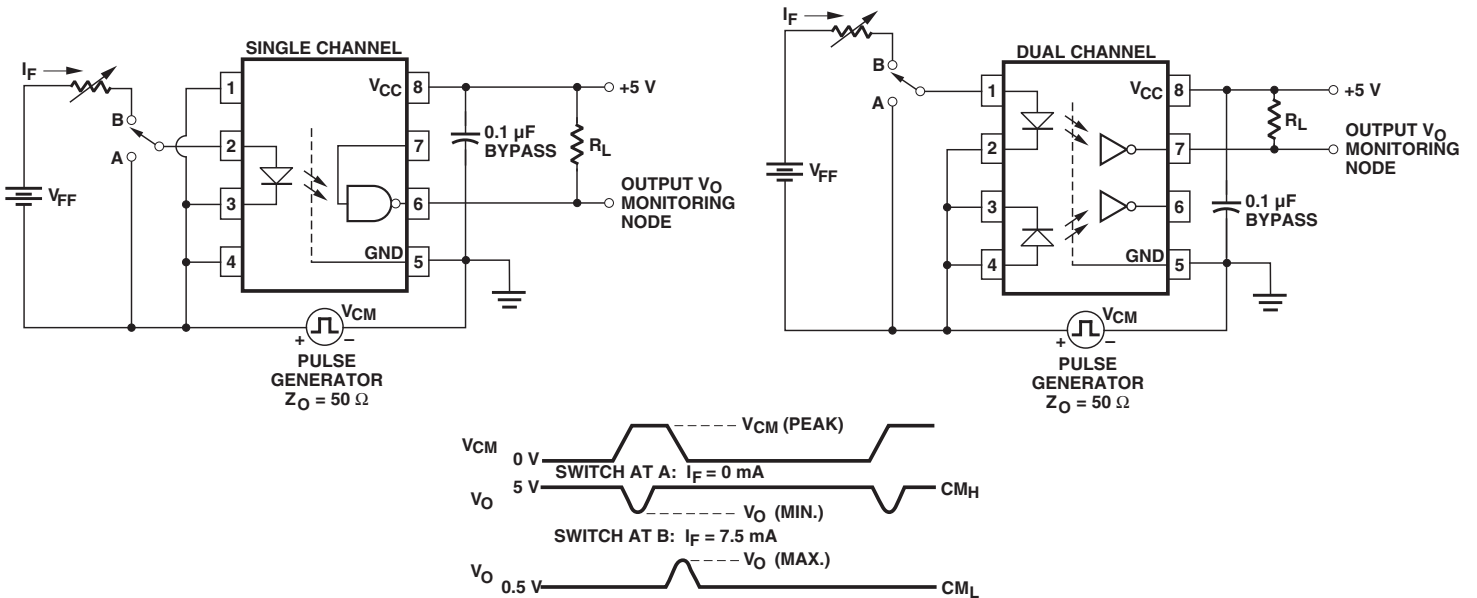 SINGLE CHANNEL
I_F
B
A
V_FF
1
2
3
4
V_CC
8
7
6
GND
5
0.1 µF
BYPASS
R_L
+5 V
OUTPUT V_O
MONITORING
NODE
V_CM
+
–
PULSE
GENERATOR
Z_O = 50 Ω
DUAL CHANNEL
I_F
B
A
V_FF
1
2
3
4
V_CC
8
7
6
GND
5
R_L
+5 V
OUTPUT V_O
MONITORING
NODE
0.1 µF
BYPASS
V_CM
+
–
PULSE
GENERATOR
Z_O = 50 Ω
V_CM
V_CM (PEAK)
0 V
SWITCH AT A: I_F = 0 mA
V_O
5 V
CM_H
V_O (MIN.)
SWITCH AT B: I_F = 7.5 mA
V_O
0.5 V
V_O (MAX.)
CM_L